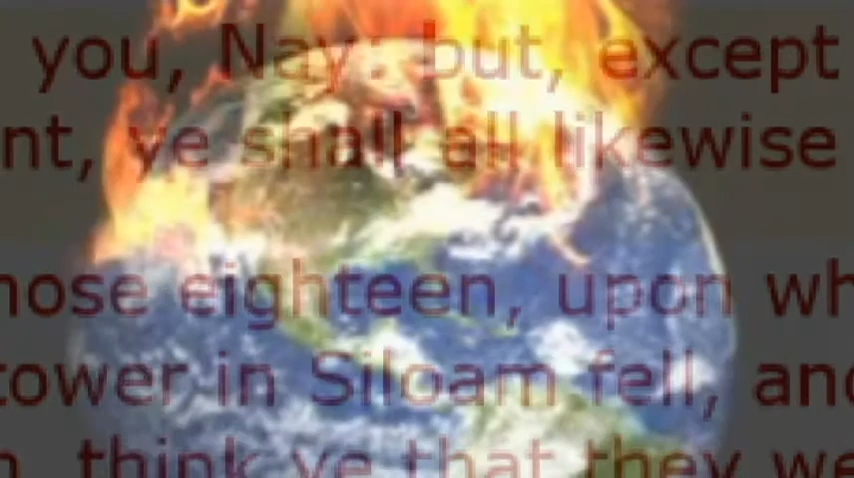 you, Nay: but, except
nt, ye shall all likewise
hose eighteen, upon wh
tower in Siloam fell, and
n, think ye that they we